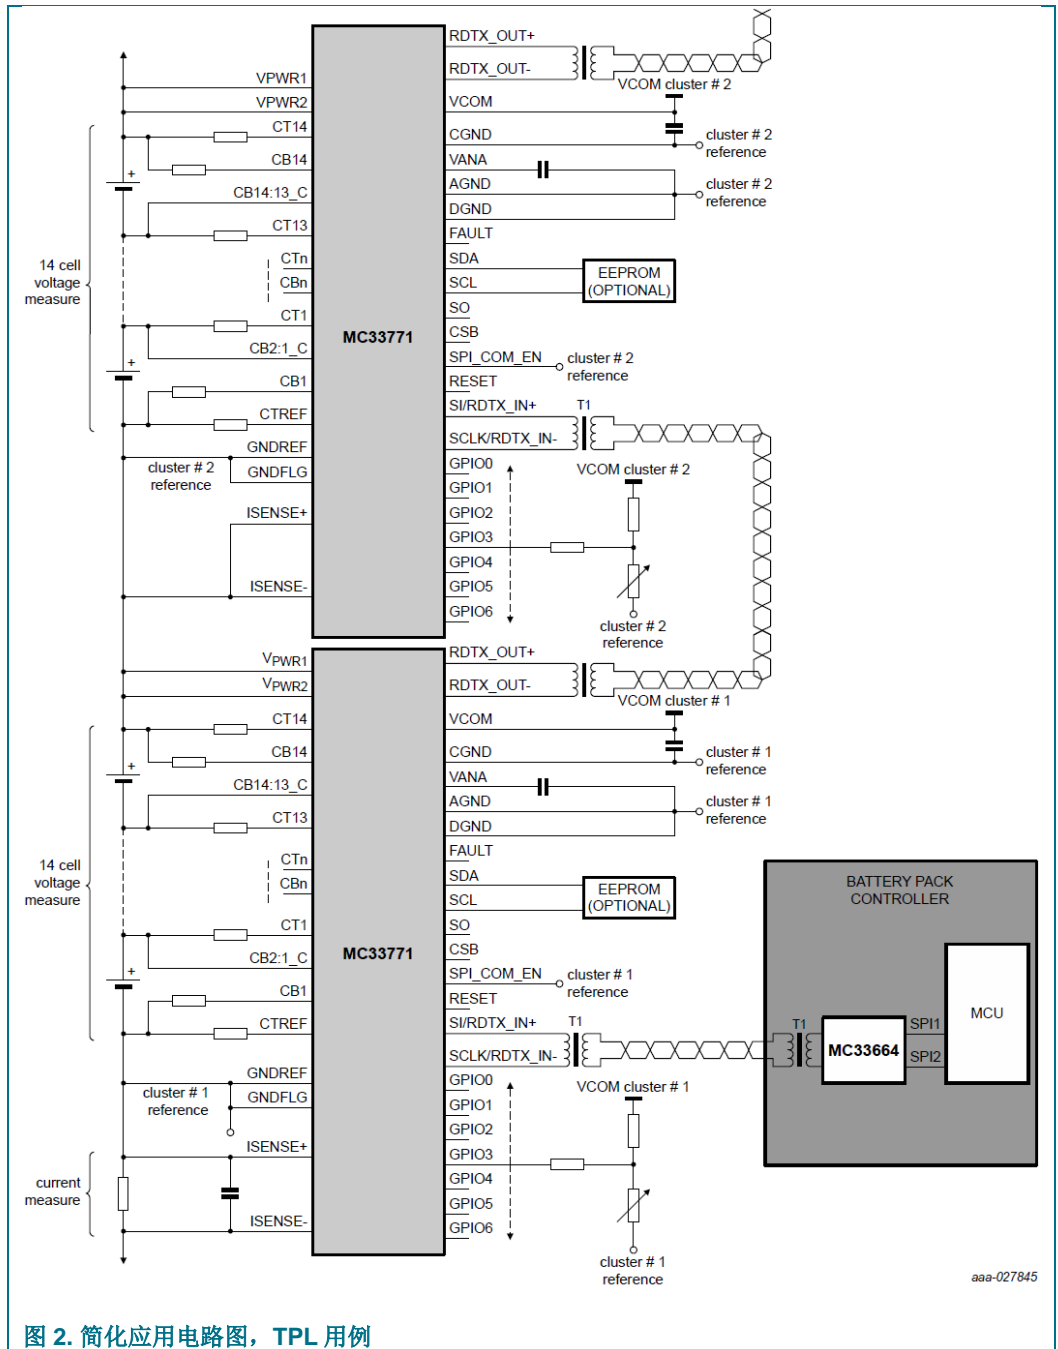 RDTX_OUT+
RDTX_OUT-
VCOM cluster # 2
VPWR1
VPWR2
VCOM
CT14
CGND
cluster # 2
reference
CB14
VANA
CB14:13_C
AGND
cluster # 2
reference
DGND
CT13
FAULT
14 cell
voltage
measure
CTn
SDA
CBn
SCL
EEPROM
(OPTIONAL)
SO
CT1
MC33771
CSB
CB2:1_C
SPI_COM_EN
cluster # 2
reference
CB1
RESET
CTREF
SI/RDTX_IN+
T1
SCLK/RDTX_IN-
GNDREF
cluster # 2
reference
GNDFLG
GPIO0
VCOM cluster # 2
GPIO1
ISENSE+
GPIO2
GPIO3
GPIO4
ISENSE-
GPIO5
GPIO6
cluster # 2
reference
VPWR1
VPWR2
RDTX_OUT+
RDTX_OUT-
VCOM cluster # 1
CT14
VCOM
CB14
CGND
cluster # 1
reference
CB14:13_C
VANA
AGND
cluster # 1
reference
CT13
DGND
FAULT
14 cell
voltage
measure
CTn
SDA
CBn
SCL
EEPROM
(OPTIONAL)
SO
CT1
MC33771
CSB
CB2:1_C
SPI_COM_EN
cluster # 1
reference
CB1
RESET
CTREF
SI/RDTX_IN+
T1
SCLK/RDTX_IN-
BATTERY PACK
CONTROLLER
MCU
T1
MC33664
SPI1
SPI2
GNDREF
cluster # 1
reference
GNDFLG
GPIO0
VCOM cluster # 1
GPIO1
GPIO2
ISENSE+
GPIO3
current
measure
GPIO4
GPIO5
ISENSE-
GPIO6
cluster # 1
reference
aaa-027845
图 2. 简化应用电路图，TPL 用例